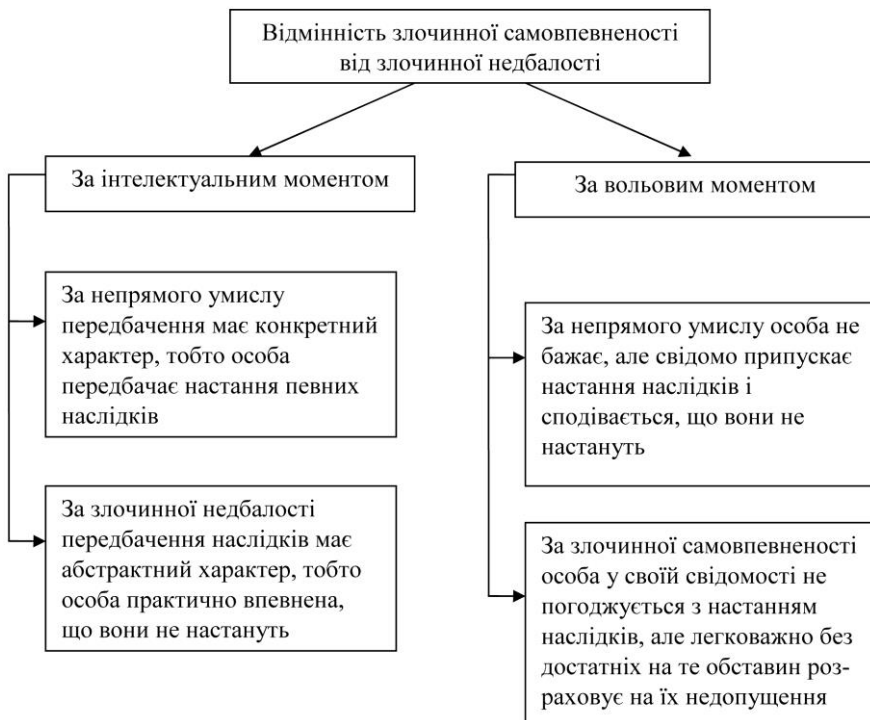 Відмінність злочинної самовпевненості
від злочинної недбалості
За інтелектуальним моментом
За непрямого умислу
передбачення має конкретний
характер, тобто особа
передбачає настання певних
наслідків
За злочинної недбалості
передбачення наслідків має
абстрактний характер, тобто
особа практично впевнена,
що вони не настануть
За вольовим моментом
За непрямого умислу особа не
бажає, але свідомо припускає
настання наслідків і
сподівається, що вони не
настануть
За злочинної самовпевненості
особа у своїй свідомості не
погоджується з настанням
наслідків, але легковажно без
достатніх на те обставин роз-
раховує на їх недопущення